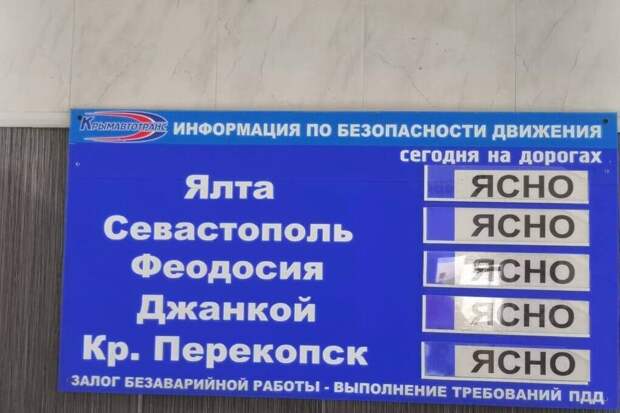 КРЫМАВТОТРАНС ИНФОРМАЦИЯ ПО БЕЗОПАСНОСТИ ДВИЖЕНИЯ
сегодня на дорогах
Ялта ЯСНО
Севастополь ЯСНО
Феодосия ЯСНО
Джанкой ЯСНО
Кр. Перекопск ЯСНО
ЗАЛОГ БЕЗАВАРИЙНОЙ РАБОТЫ - ВЫПОЛНЕНИЕ ТРЕБОВАНИЙ ПДД